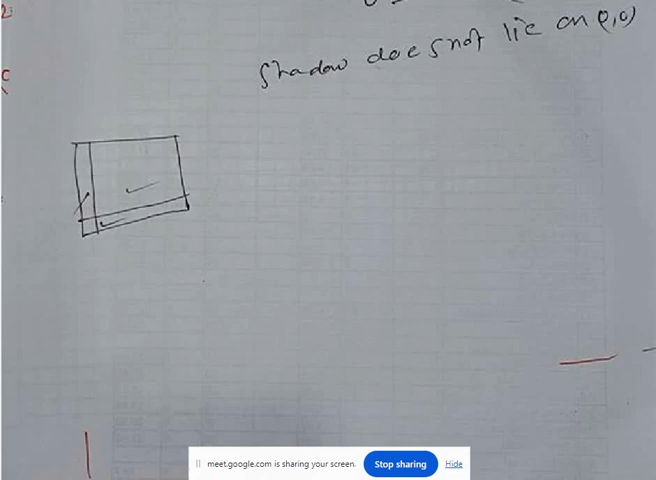 shadow does not lie on (0,0)
meet.google.com is sharing your screen.
Stop sharing
Hide